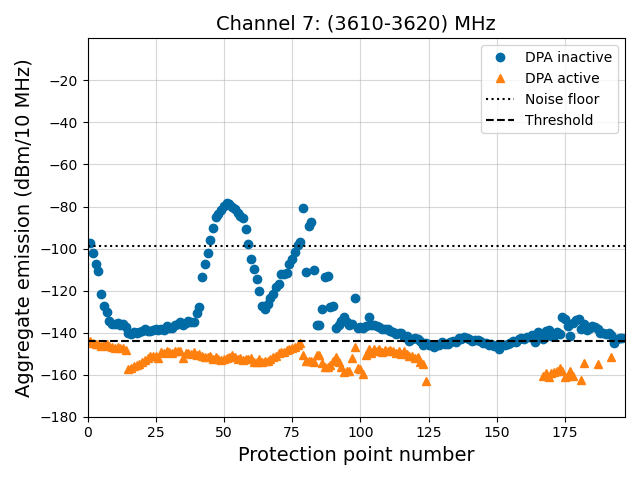 Channel 7: (3610-3620) MHz
Aggregate emission (dBm/10 MHz)
−20
−40
−60
−80
−100
−120
−140
−160
−180
DPA inactive
DPA active
Noise floor
Threshold
0 25 50 75 100 125 150 175
Protection point number